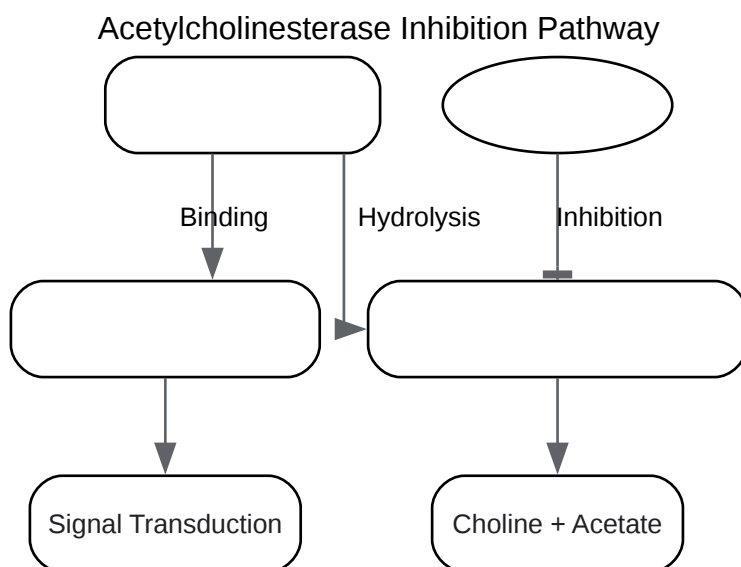 Acetylcholinesterase Inhibition Pathway
Binding
Hydrolysis
Inhibition
Signal Transduction
Choline + Acetate